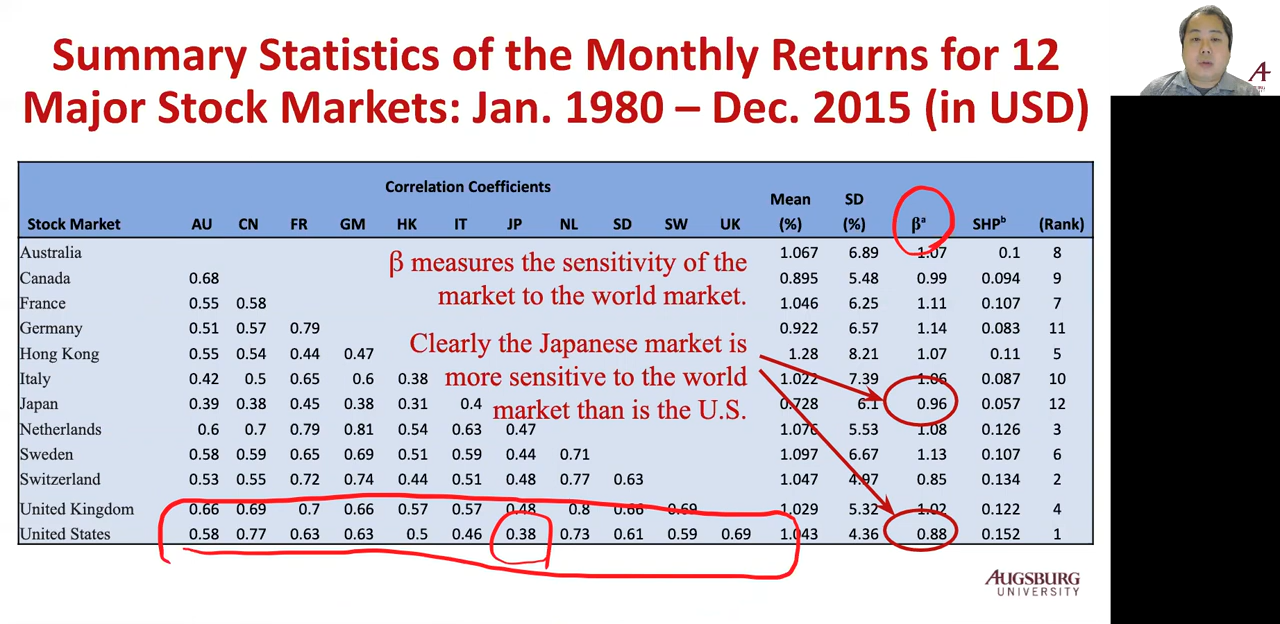 Summary Statistics of the Monthly Returns for 12
Major Stock Markets: Jan. 1980 – Dec. 2015 (in USD)
Correlation Coefficients
Stock Market AU CN FR GM HK IT JP NL SD SW UK Mean (%) SD (%) βª SHPᵇ (Rank)
Australia 1.067 6.89 1.07 0.1 8
Canada 0.68 0.895 5.48 0.99 0.094 9
France 0.55 0.58 1.046 6.25 1.11 0.107 7
Germany 0.51 0.57 0.79 0.922 6.57 1.14 0.083 11
Hong Kong 0.55 0.54 0.44 0.47 1.28 8.21 1.07 0.11 5
Italy 0.42 0.5 0.65 0.6 0.38 1.022 7.39 1.06 0.087 10
Japan 0.39 0.38 0.45 0.38 0.31 0.4 0.728 6.1 0.96 0.057 12
Netherlands 0.6 0.7 0.79 0.81 0.54 0.63 0.47 1.076 5.53 1.08 0.126 3
Sweden 0.58 0.59 0.65 0.69 0.51 0.59 0.44 0.71 1.097 6.67 1.13 0.107 6
Switzerland 0.53 0.55 0.72 0.74 0.44 0.51 0.48 0.77 0.63 1.047 4.97 0.85 0.134 2
United Kingdom 0.66 0.69 0.7 0.66 0.57 0.57 0.48 0.8 0.66 0.69 1.029 5.32 1.02 0.122 4
United States 0.58 0.77 0.63 0.63 0.5 0.46 0.38 0.73 0.61 0.59 0.69 1.043 4.36 0.88 0.152 1
β measures the sensitivity of the
market to the world market.
Clearly the Japanese market is
more sensitive to the world
market than is the U.S.
AUGSBURG
UNIVERSITY